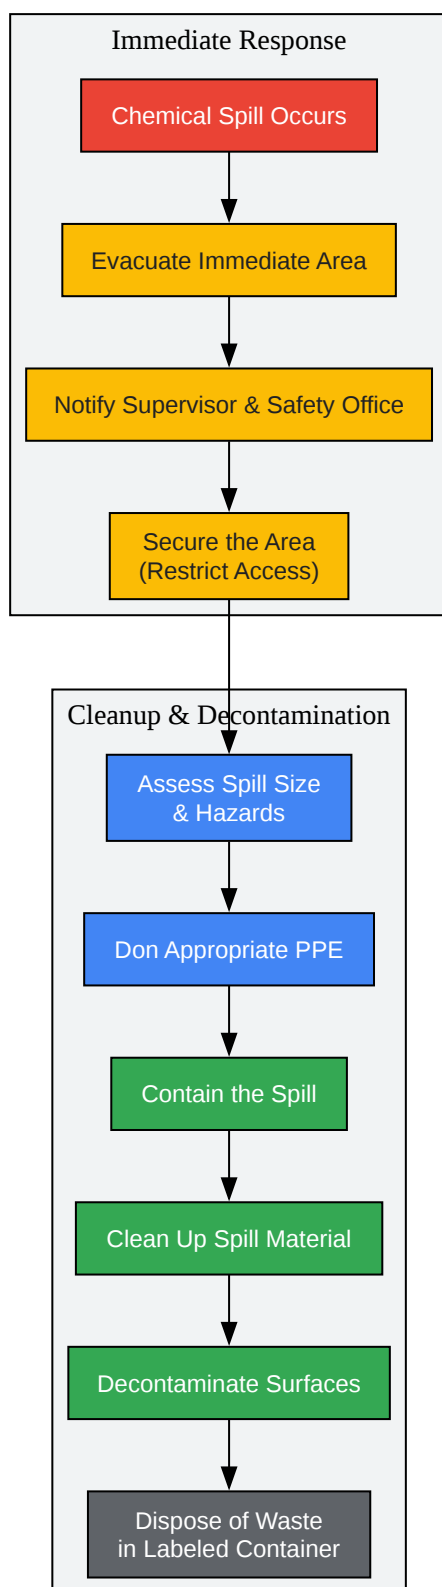 Immediate Response
Chemical Spill Occurs
Evacuate Immediate Area
Notify Supervisor & Safety Office
Secure the Area
(Restrict Access)
Cleanup & Decontamination
Assess Spill Size
& Hazards
Don Appropriate PPE
Contain the Spill
Clean Up Spill Material
Decontaminate Surfaces
Dispose of Waste
in Labeled Container